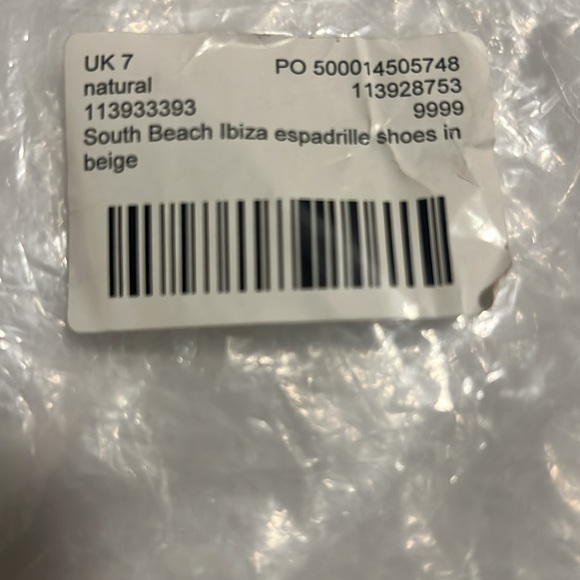 UK 7 PO 500014505748
natural 113928753
113933393 9999
South Beach Ibiza espadrille shoes in
beige